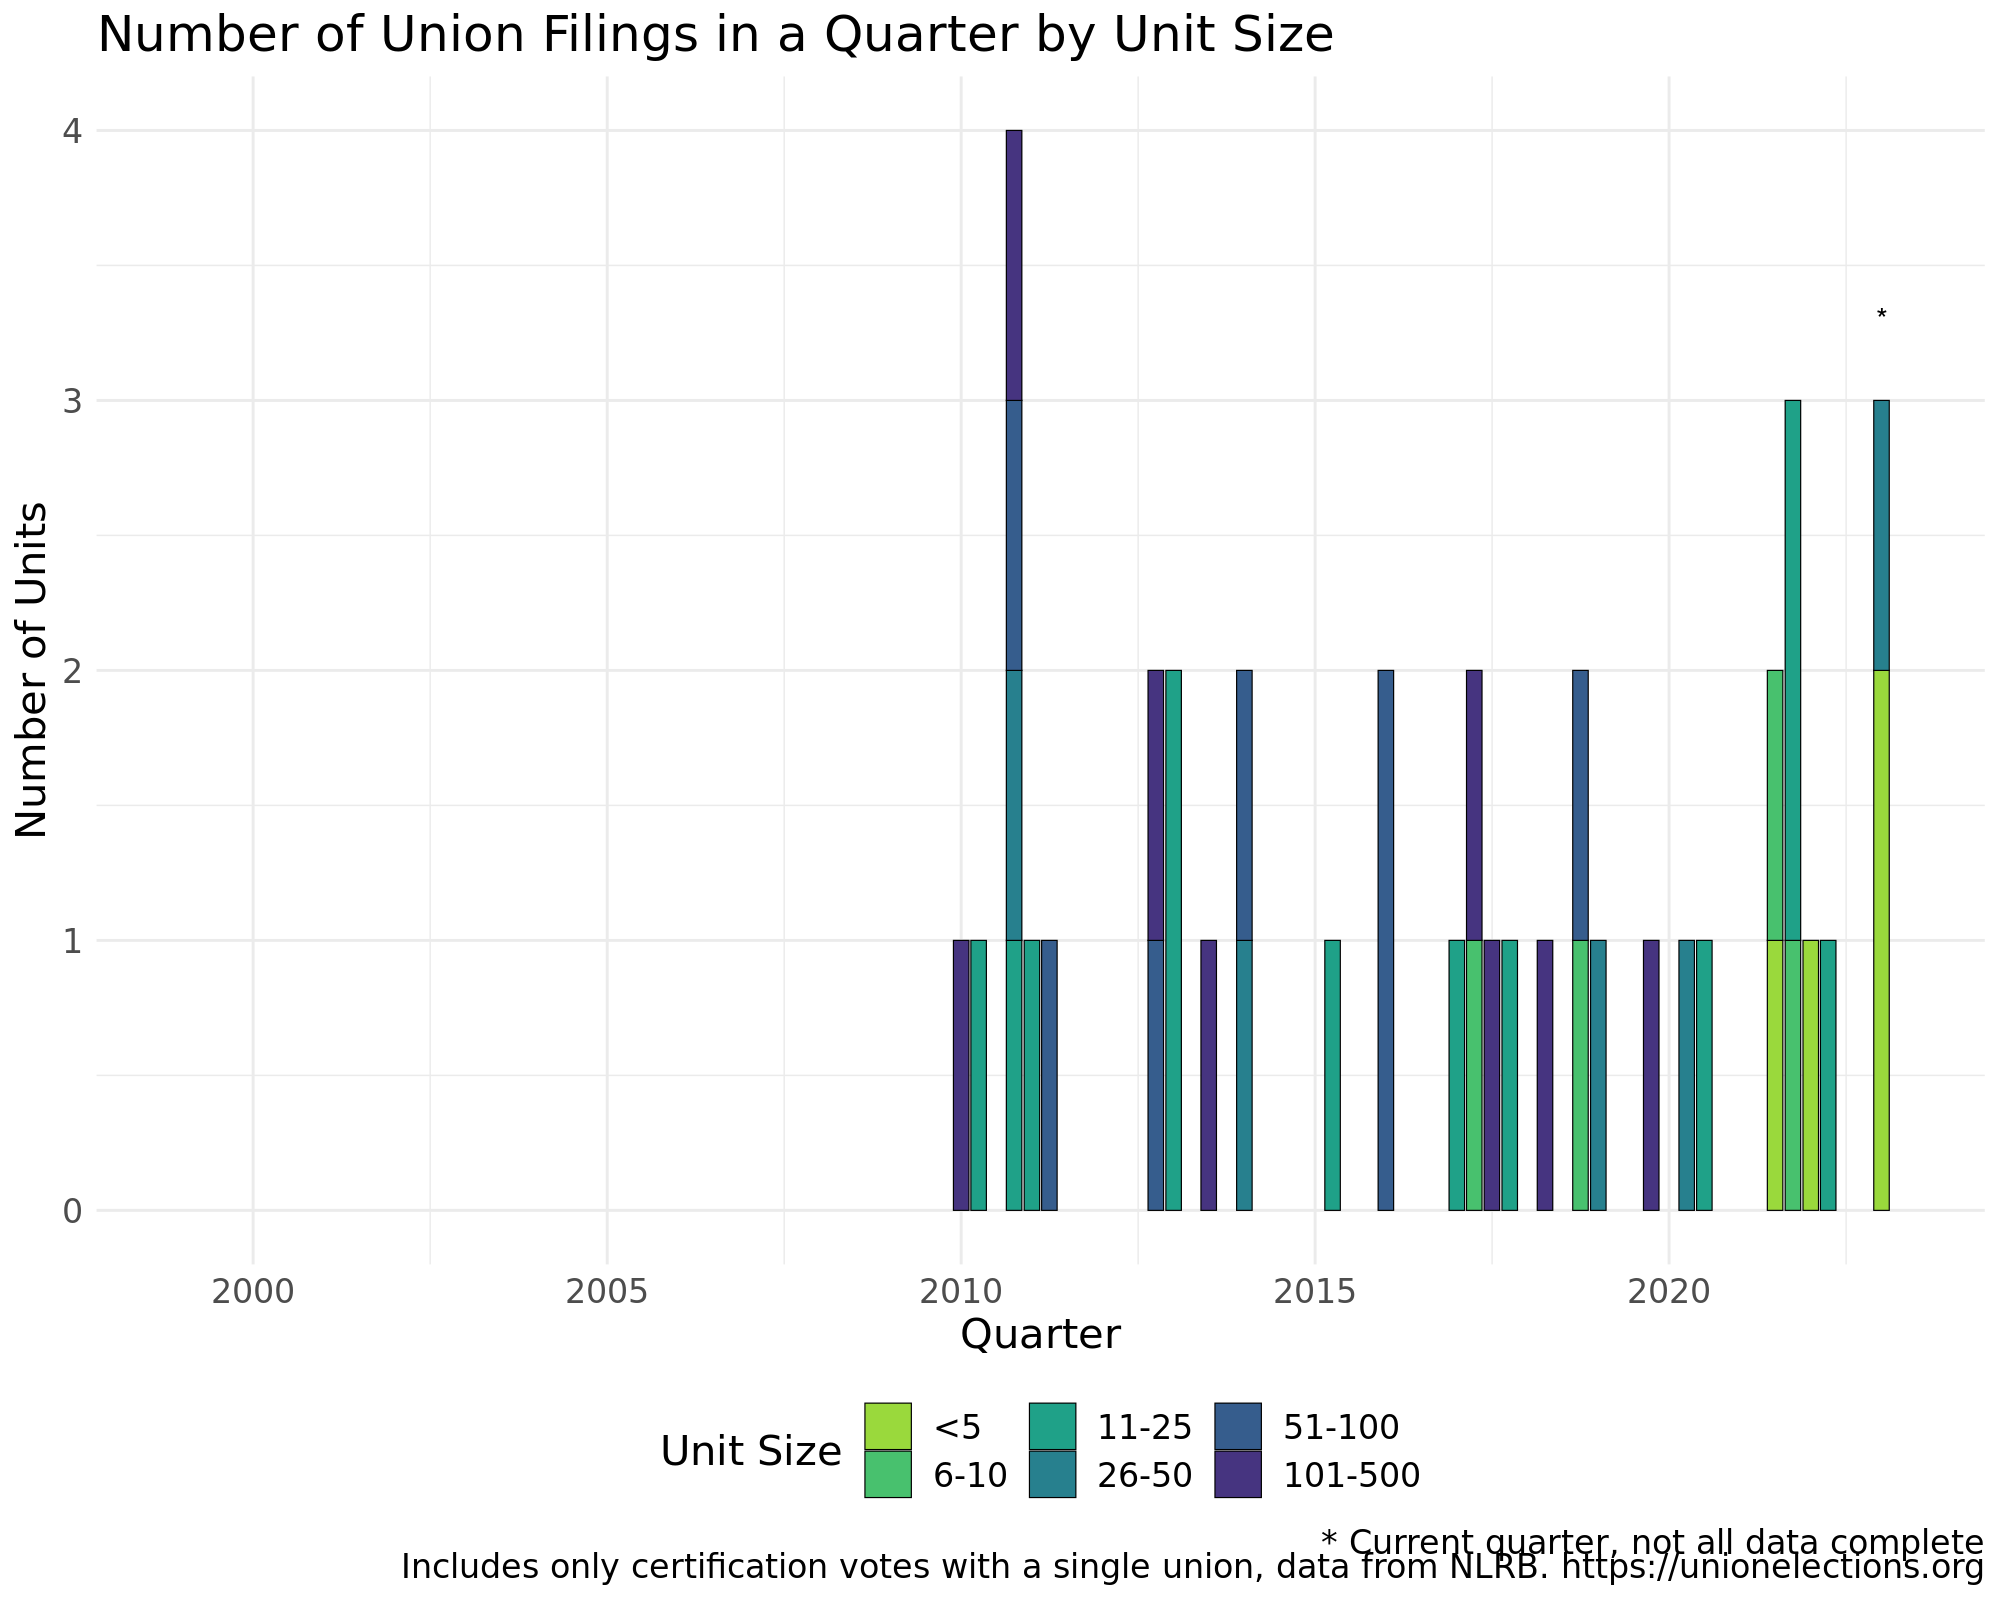 Number of Union Filings in a Quarter by Unit Size
4
*
3
Number of Units
2
1
0
2000 2005 2010 2015 2020
Quarter
Unit Size
<5 11-25 51-100
6-10 26-50 101-500
* Current quarter, not all data complete
Includes only certification votes with a single union, data from NLRB. https://unionelections.org